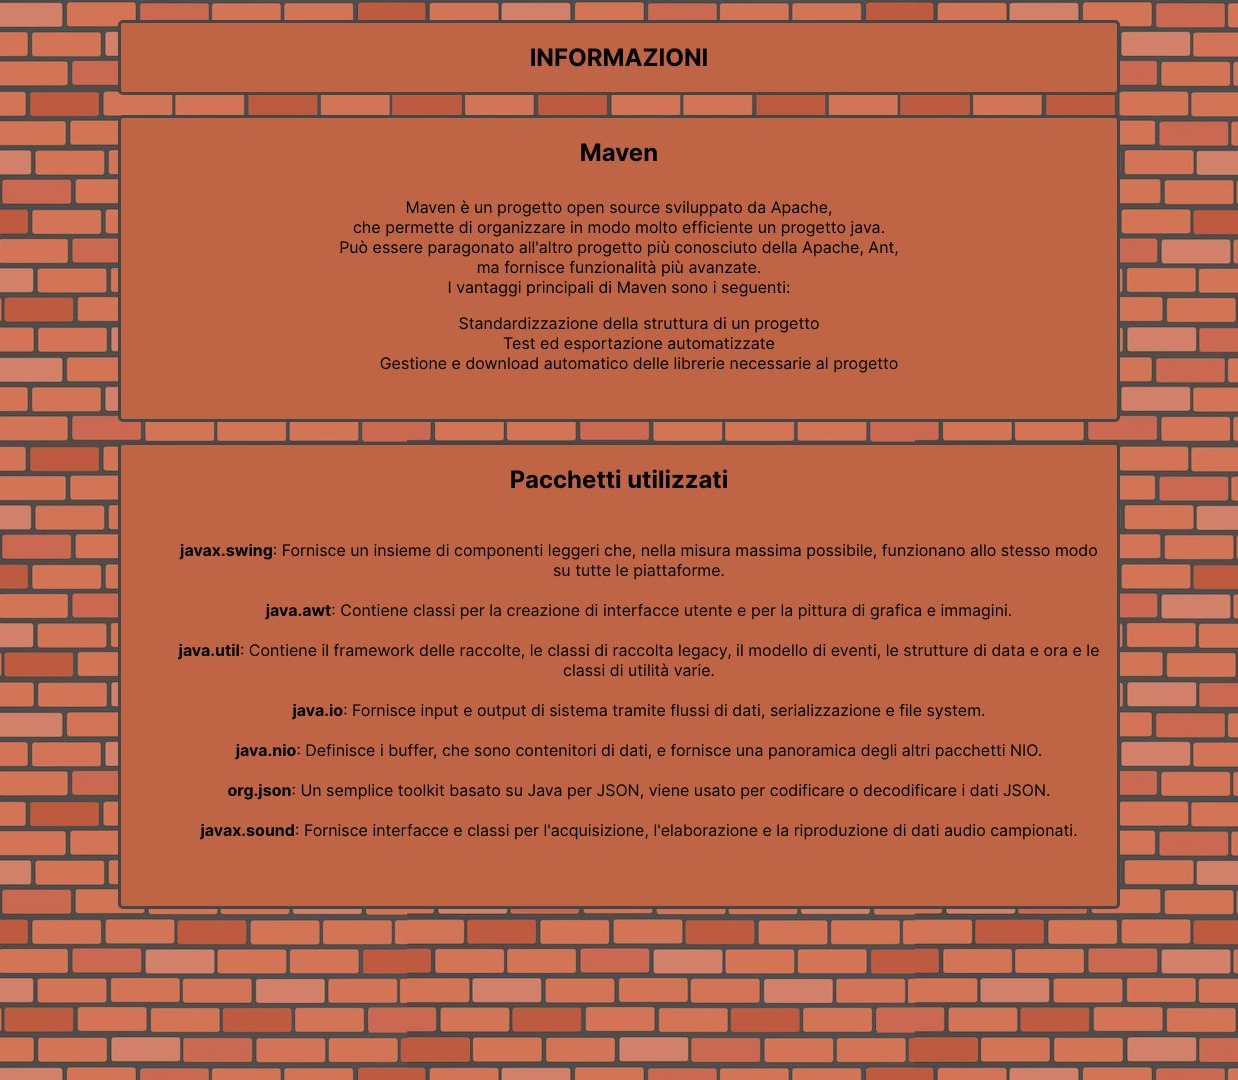 INFORMAZIONI
Maven
Maven è un progetto open source sviluppato da Apache,
che permette di organizzare in modo molto efficiente un progetto java.
Può essere paragonato all'altro progetto più conosciuto della Apache, Ant,
ma fornisce funzionalità più avanzate.
I vantaggi principali di Maven sono i seguenti:
Standardizzazione della struttura di un progetto
Test ed esportazione automatizzate
Gestione e download automatico delle librerie necessarie al progetto
Pacchetti utilizzati
javax.swing: Fornisce un insieme di componenti leggeri che, nella misura massima possibile, funzionano allo stesso modo
su tutte le piattaforme.
java.awt: Contiene classi per la creazione di interfacce utente e per la pittura di grafica e immagini.
java.util: Contiene il framework delle raccolte, le classi di raccolta legacy, il modello di eventi, le strutture di data e ora e le
classi di utilità varie.
java.io: Fornisce input e output di sistema tramite flussi di dati, serializzazione e file system.
java.nio: Definisce i buffer, che sono contenitori di dati, e fornisce una panoramica degli altri pacchetti NIO.
org.json: Un semplice toolkit basato su Java per JSON, viene usato per codificare o decodificare i dati JSON.
javax.sound: Fornisce interfacce e classi per l'acquisizione, l'elaborazione e la riproduzione di dati audio campionati.